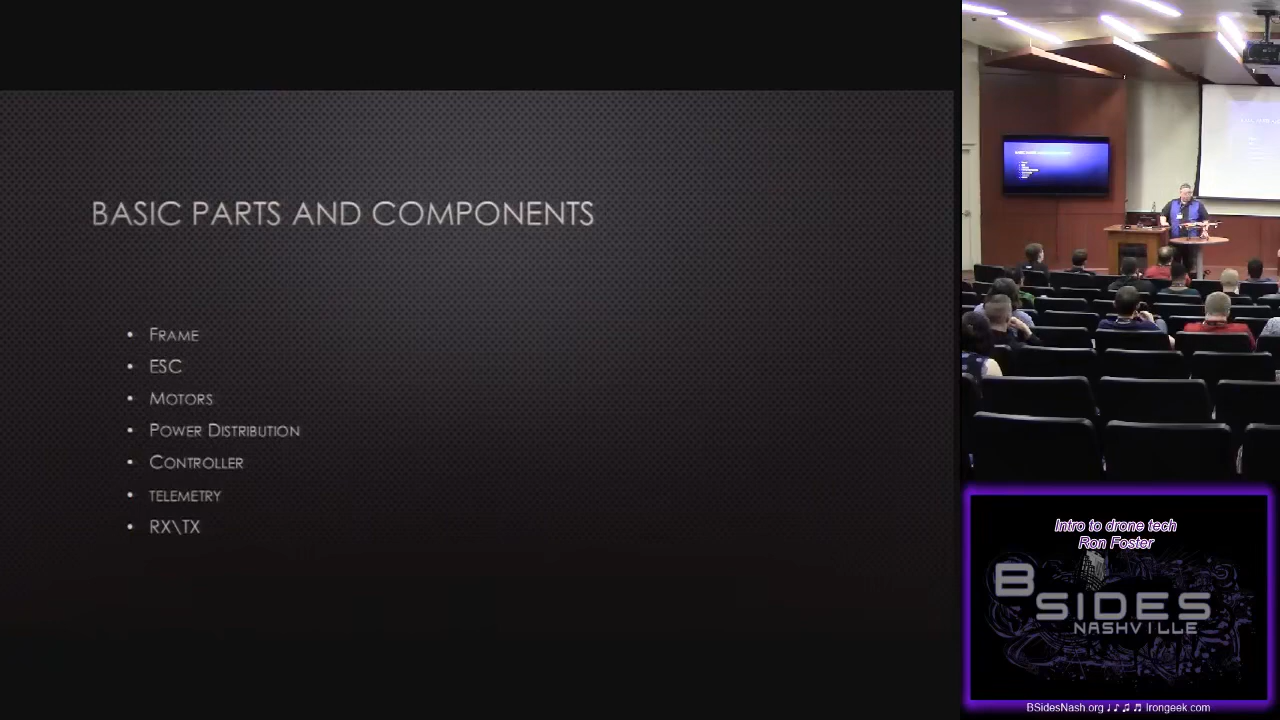 BASIC PARTS AND COMPONENTS
• FRAME
• ESC
• MOTORS
• POWER DISTRIBUTION
• CONTROLLER
• TELEMETRY
• RX\TX
Intro to drone tech
Ron Foster
BSIDES
NASHVILLE
BSidesNash.org ♩ ♪ ♫ ♬ Irongeek.com